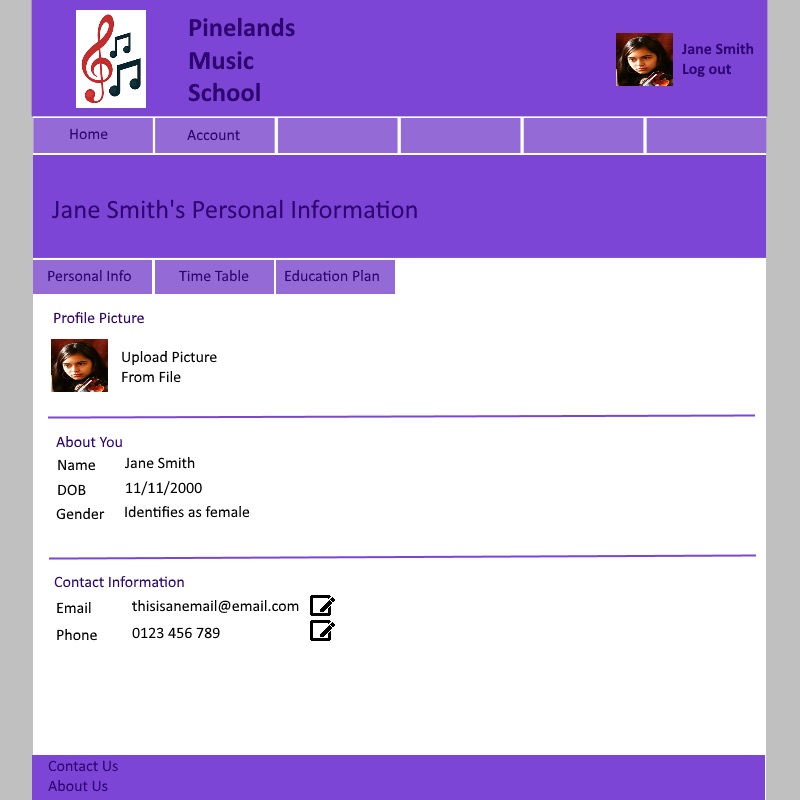 Pinelands
Music
School
Jane Smith
Log out
Home
Account
Jane Smith's Personal Information
Personal Info
Time Table
Education Plan
Profile Picture
Upload Picture
From File
About You
Name Jane Smith
DOB 11/11/2000
Gender Identifies as female
Contact Information
Email thisisanemail@email.com
Phone 0123 456 789
Contact Us
About Us